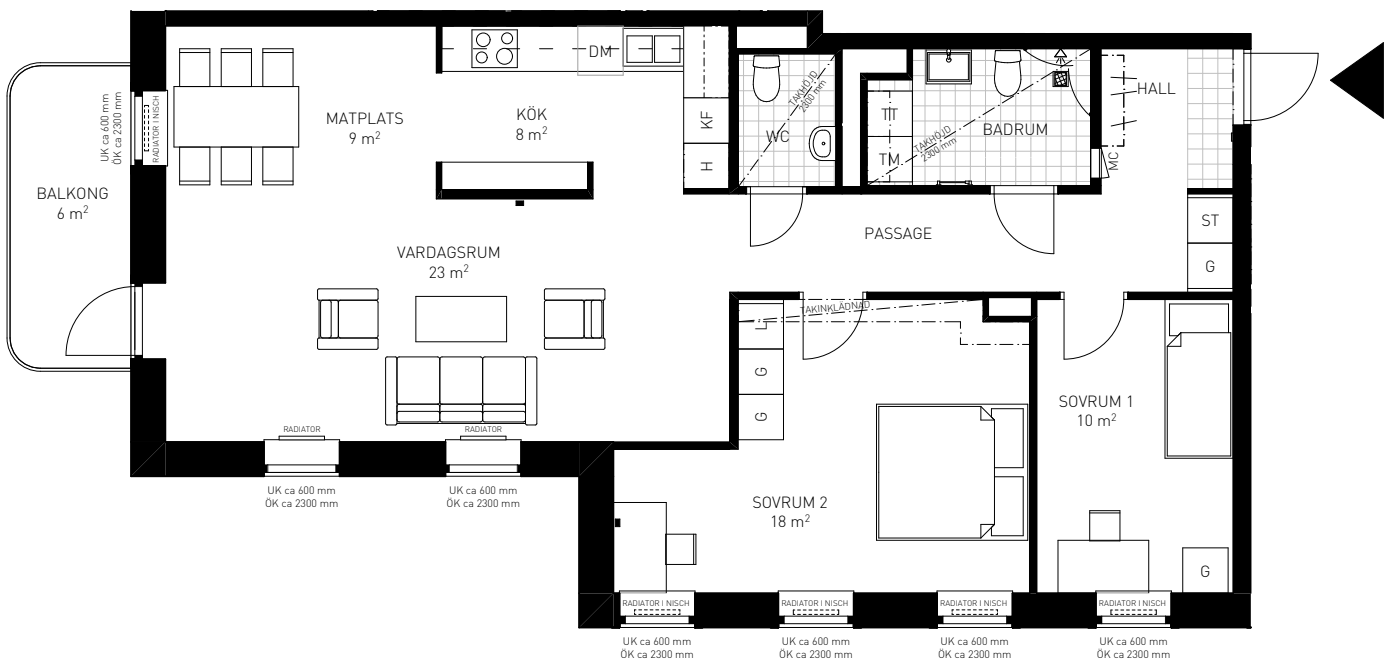 DM
TAKHÖJD
2300 mm
HALL
MATPLATS
9 m²
KÖK
8 m²
KF
WC
TT
TM
TAKHÖJD
2300 mm
BADRUM
MC
UK ca 600 mm
ÖK ca 2300 mm
RADIATOR I NISCH
H
BALKONG
6 m²
PASSAGE
ST
G
VARDAGSRUM
23 m²
TAKINKLÄDNAD
G
G
SOVRUM 1
10 m²
RADIATOR
RADIATOR
UK ca 600 mm
ÖK ca 2300 mm
UK ca 600 mm
ÖK ca 2300 mm
SOVRUM 2
18 m²
G
RADIATOR I NISCH
RADIATOR I NISCH
RADIATOR I NISCH
RADIATOR I NISCH
UK ca 600 mm
ÖK ca 2300 mm
UK ca 600 mm
ÖK ca 2300 mm
UK ca 600 mm
ÖK ca 2300 mm
UK ca 600 mm
ÖK ca 2300 mm